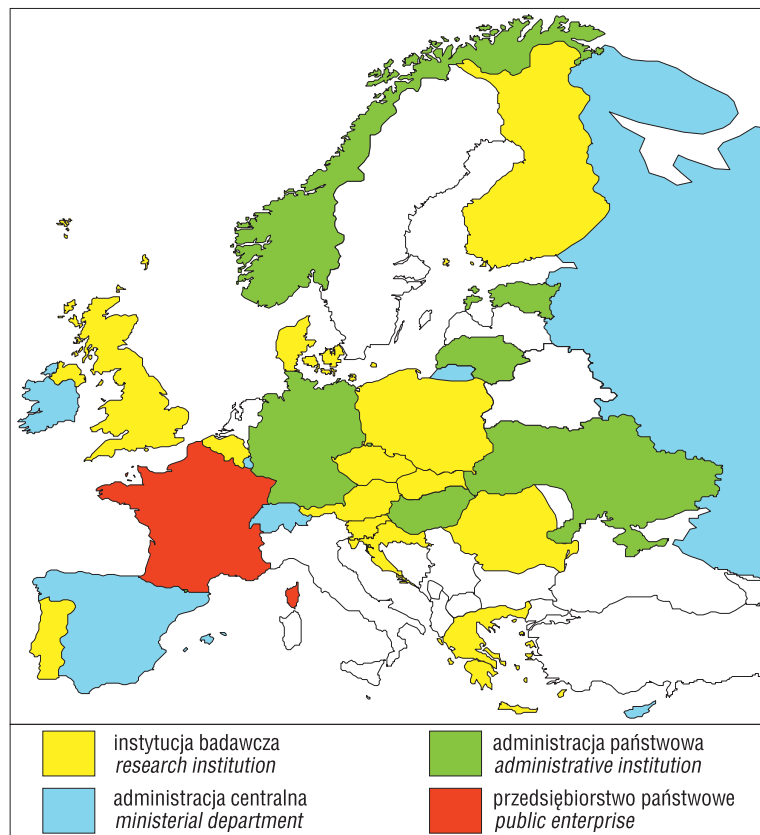 instytucja badawcza
research institution
administracja centralna
ministerial department
administracja państwowa
administrative institution
przedsiębiorstwo państwowe
public enterprise